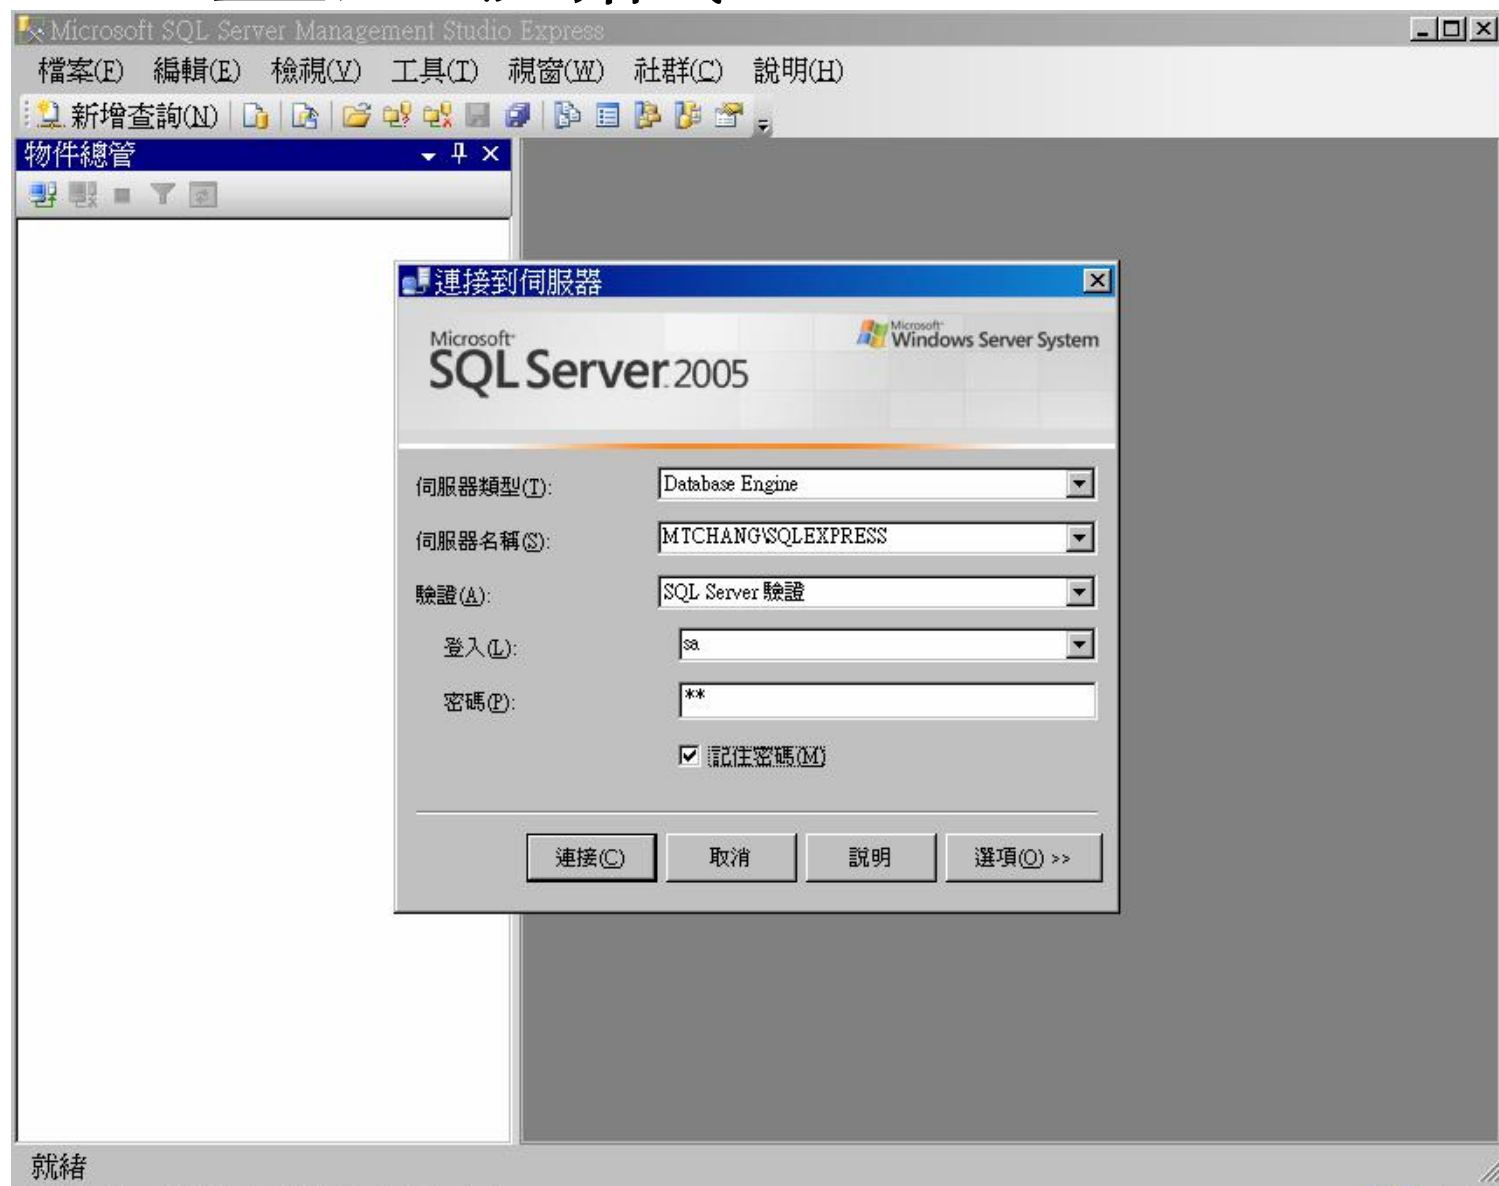 Microsoft SQL Server Management Studio Express
檔案(F) 編輯(E) 檢視(V) 工具(T) 視窗(W) 社群(C) 說明(H)
新增查詢(N)
物件總管
連接到伺服器
Microsoft
SQL Server 2005
Microsoft
Windows Server System
伺服器類型(T): Database Engine
伺服器名稱(S): MTCHANG\SQLEXPRESS
驗證(A): SQL Server 驗證
登入(L): sa
密碼(P): **
記住密碼(M)
連接(C) 取消 說明 選項(O) >>
就緒